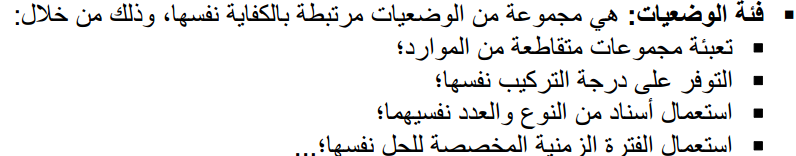 ▪ فئة الوضعيات: هي مجموعة من الوضعيات مرتبطة بالكفاية نفسها، وذلك من خلال:
▪ تعبئة مجموعات متقاطعة من الموارد؛
▪ التوفر على درجة التركيب نفسها؛
▪ استعمال أسناد من النوع والعدد نفسيهما؛
▪ استعمال الفترة الزمنية المخصصة للحل نفسها؛...